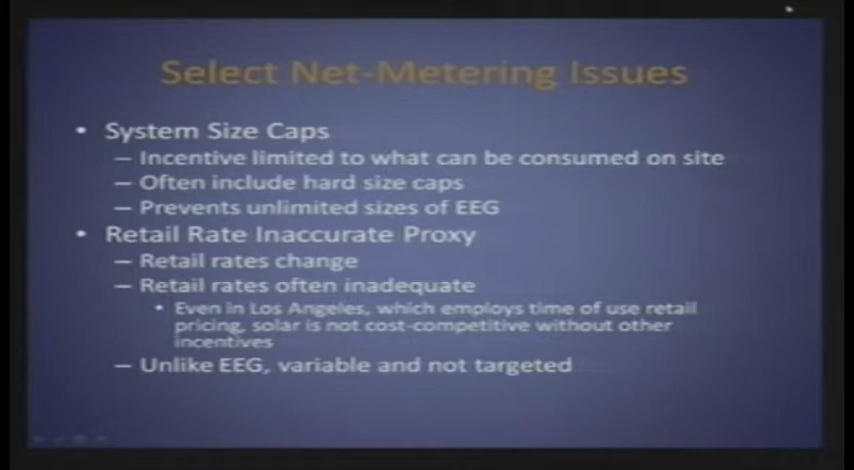 Select Net-Metering Issues
• System Size Caps
– Incentive limited to what can be consumed on site
– Often include hard size caps
– Prevents unlimited sizes of EEG
• Retail Rate Inaccurate Proxy
– Retail rates change
– Retail rates often inadequate
• Even in Los Angeles, which employs time of use retail
pricing, solar is not cost-competitive without other
incentives
– Unlike EEG, variable and not targeted